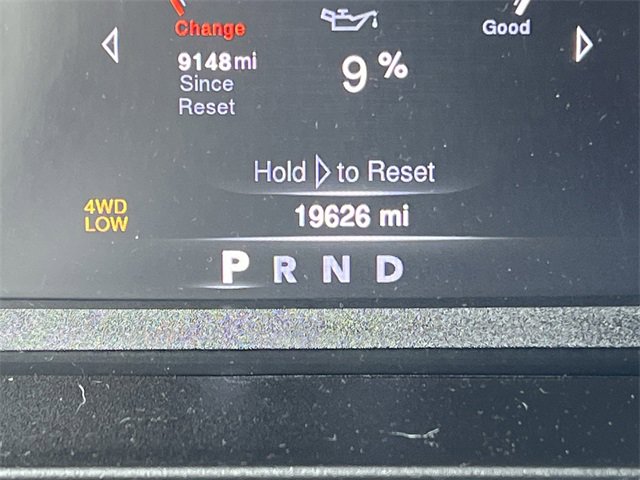 Change
Good
9148mi
Since
Reset
9%
Hold ▷ to Reset
4WD
LOW
19626 mi
P R N D